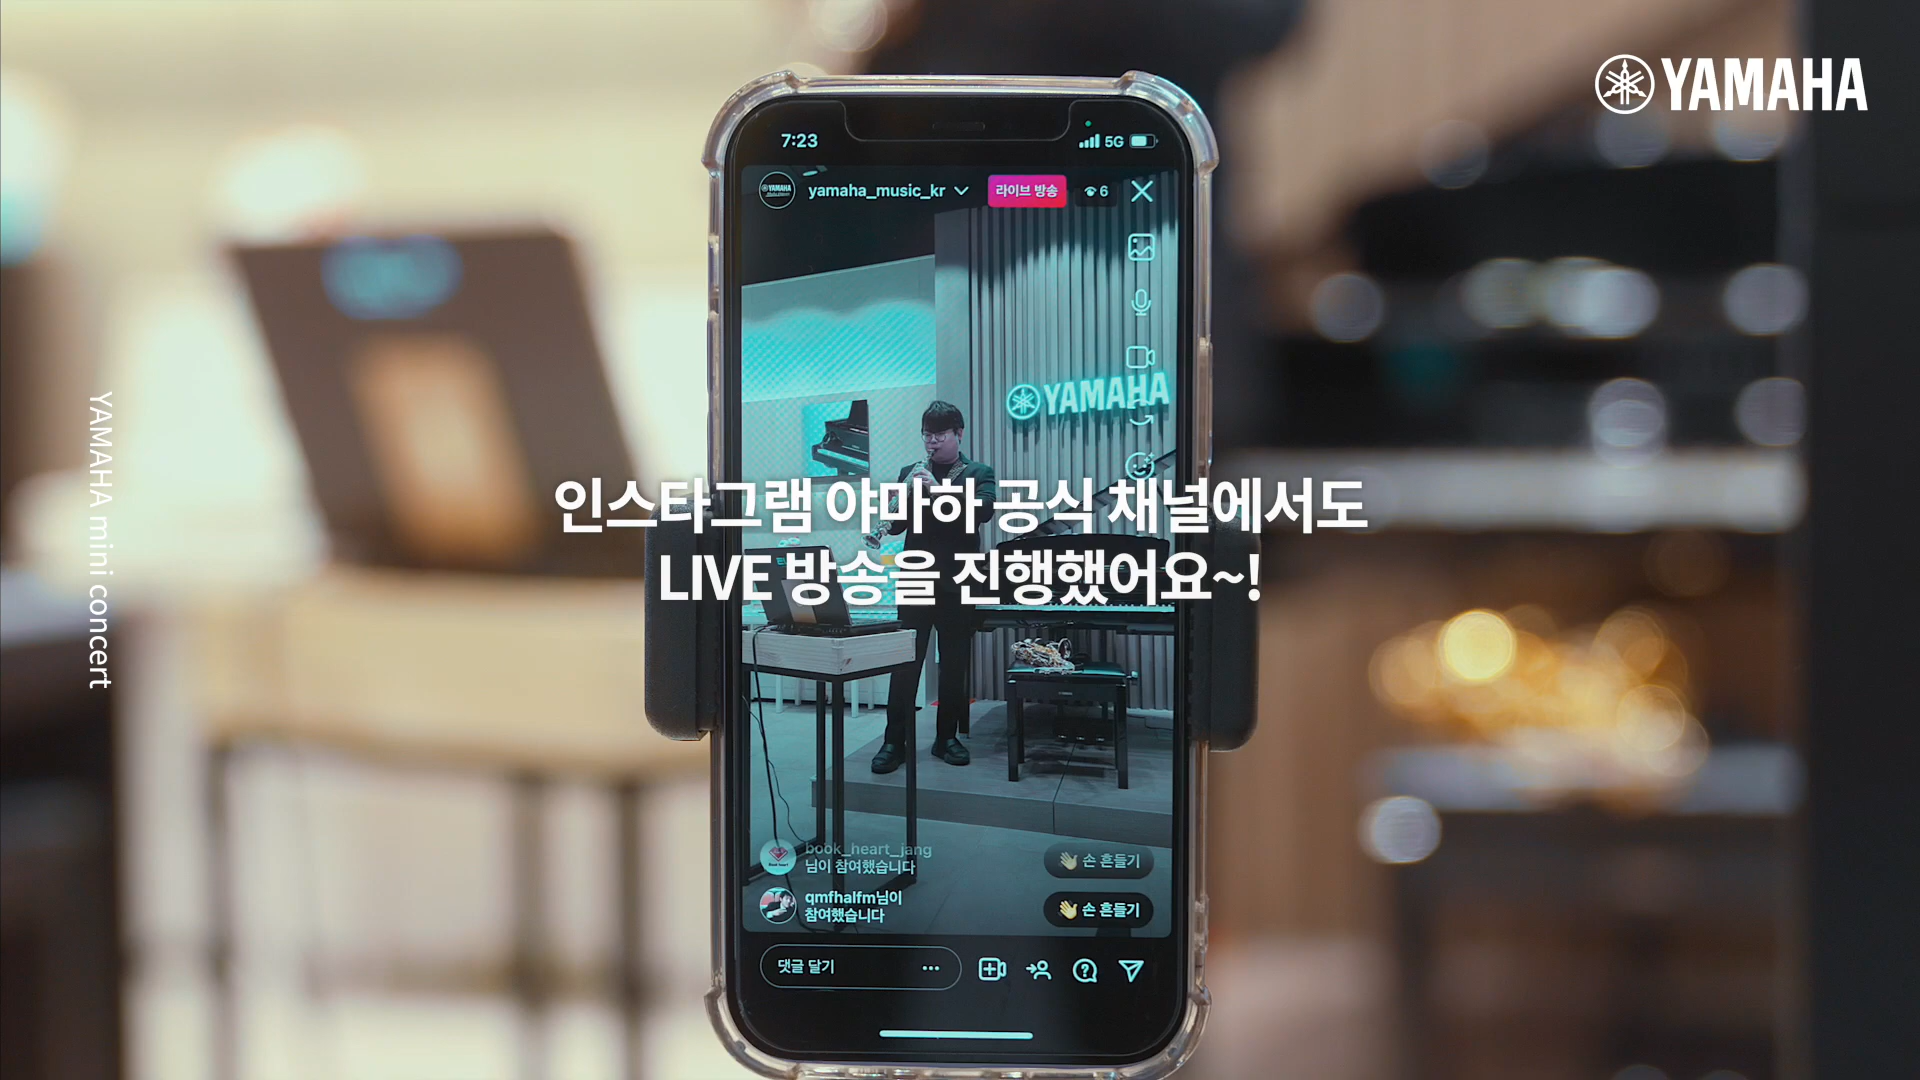 YAMAHA
7:23
5G
YAMAHA
yamaha_music_kr
라이브 방송
6
YAMAHA
인스타그램 야마하 공식 채널에서도
LIVE 방송을 진행했어요~!
YAMAHA mini concert
book_heart_jang
님이 참여했습니다
손 흔들기
qmfhalfm님이
참여했습니다
손 흔들기
댓글 달기